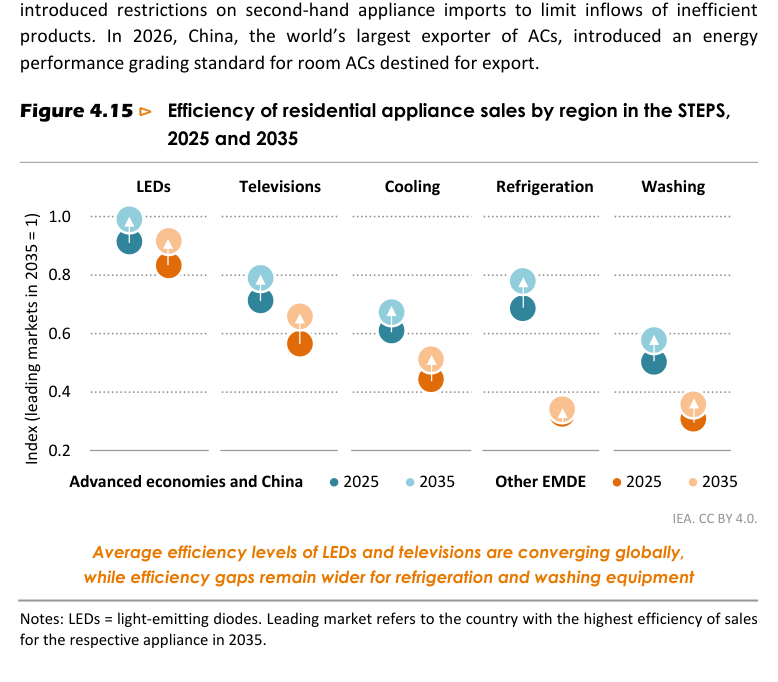 introduced restrictions on second-hand appliance imports to limit inflows of inefficient
products. In 2026, China, the world's largest exporter of ACs, introduced an energy
performance grading standard for room ACs destined for export.
Figure 4.15 ▻ Efficiency of residential appliance sales by region in the STEPS,
2025 and 2035
LEDs Televisions Cooling Refrigeration Washing
Index (leading markets in 2035 = 1)
1.0
0.8
0.6
0.4
0.2
Advanced economies and China 2025 2035 Other EMDE 2025 2035
IEA. CC BY 4.0.
Average efficiency levels of LEDs and televisions are converging globally,
while efficiency gaps remain wider for refrigeration and washing equipment
Notes: LEDs = light-emitting diodes. Leading market refers to the country with the highest efficiency of sales
for the respective appliance in 2035.